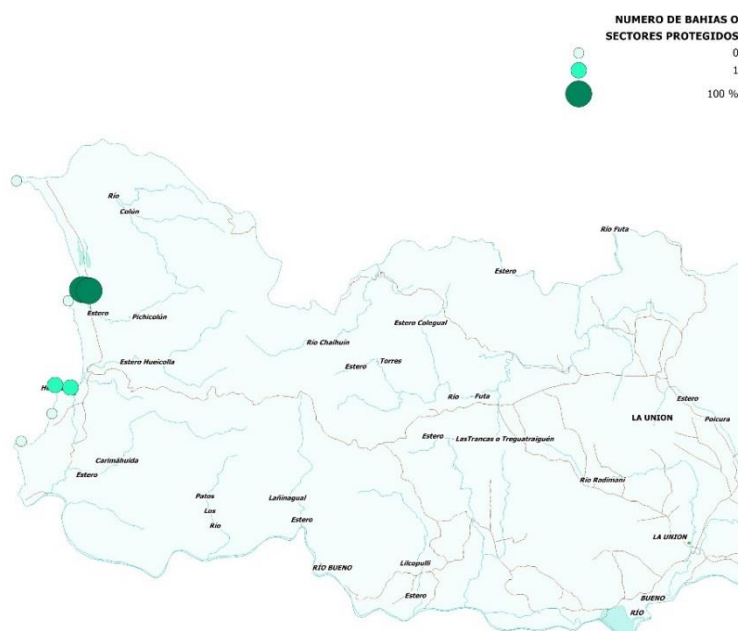 NUMERO DE BAHIAS O
SECTORES PROTEGIDOS
0
1
100 %
Río
Colún
Río Futa
Estero
Estero
Pichicolún
Estero Colegual
Río Chaihuín
Estero Hueicolla
Torres
Estero
Río Futa
Estero
Poicura
LA UNION
Estero
LasTrancas o Treguatraiguén
Carimáhuida
Estero
Río Radimani
Patos
Los
Río
Lañinagual
Estero
LA UNION
RÍO BUENO
Lilcopulli
Estero
BUENO
RÍO